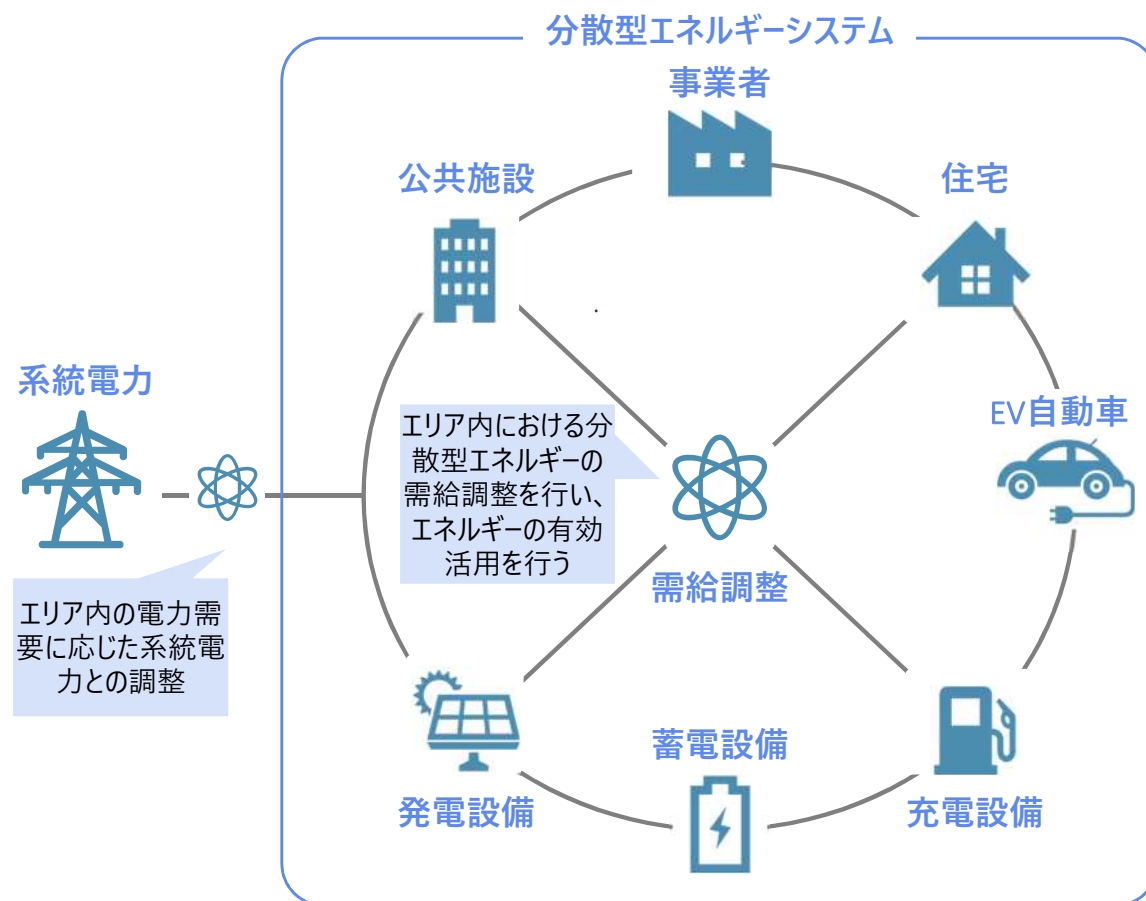 分散型エネルギーシステム
事業者
公共施設
住宅
系統電力
EV自動車
エリア内における分
散型エネルギーの
需給調整を行い、
エネルギーの有効
活用を行う
需給調整
エリア内の電力需
要に応じた系統電
力との調整
発電設備
蓄電設備
充電設備